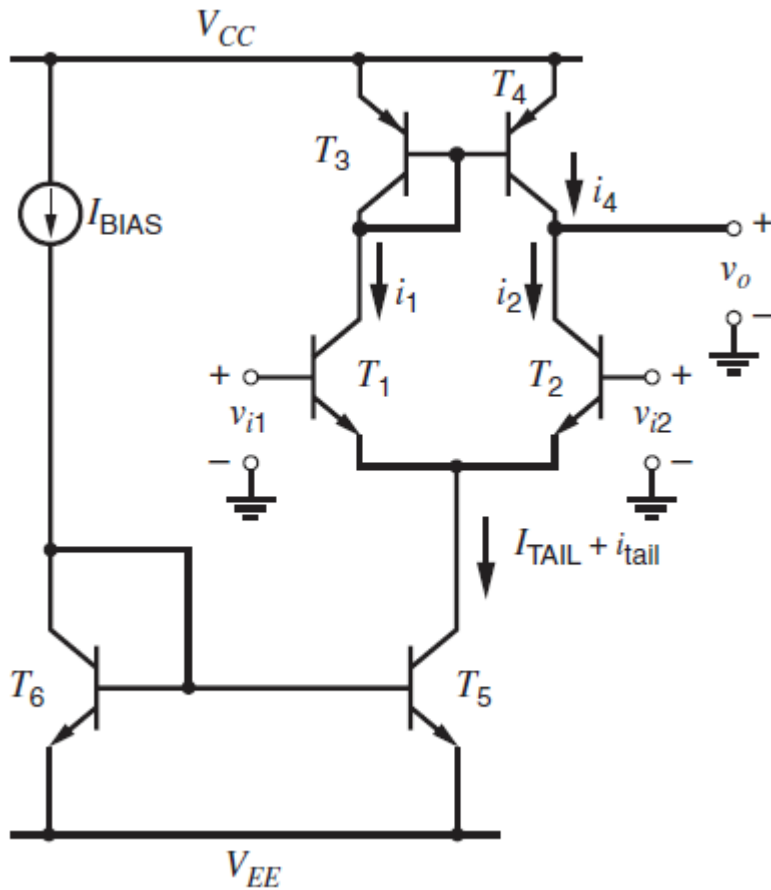 V_CC
T_4
T_3
i_4
I_BIAS
+
v_o
−
i_1
i_2
+
T_1
T_2
+
v_i1
v_i2
−
−
I_TAIL + i_tail
T_6
T_5
V_EE